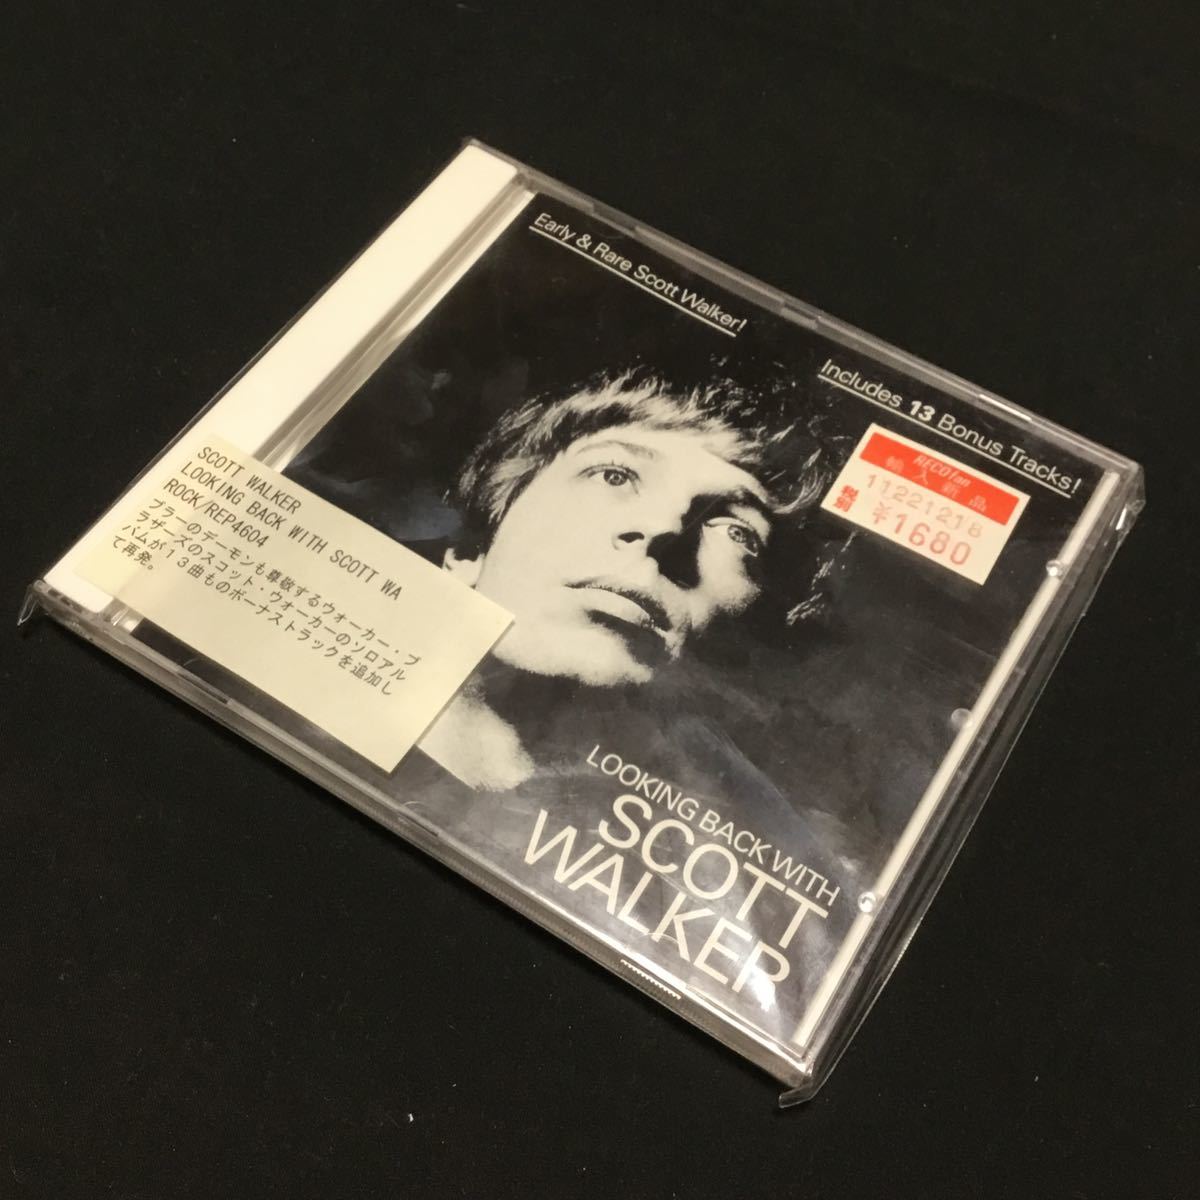 Early & Rare Scott Walker!
Includes 13 Bonus Tracks!
RECOfan
輸入新品
11221218
税別 ¥1680
SCOTT WALKER
LOOKING BACK WITH SCOTT WA
ROCK/REP4604
ブラーのデーモンも尊敬するウォーカー・ブ
ラザーズのスコット・ウォーカーのソロアル
バムが13曲ものボーナストラックを追加し
て再発。
LOOKING BACK WITH
SCOTT
WALKER